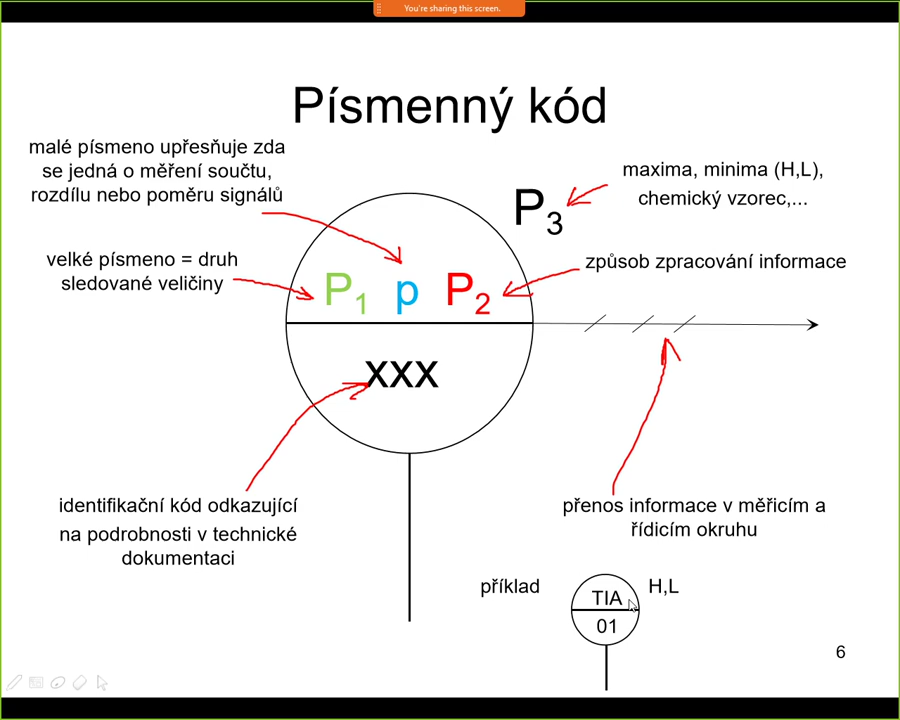 You're sharing this screen.
Písmenný kód
malé písmeno upřesňuje zda
se jedná o měření součtu,
rozdílu nebo poměru signálů
maxima, minima (H,L),
chemický vzorec,...
P3
velké písmeno = druh
sledované veličiny
způsob zpracování informace
P1 p P2
xxx
identifikační kód odkazující
na podrobnosti v technické
dokumentaci
přenos informace v měřicím a
řídicím okruhu
příklad
TIA
H,L
01
6